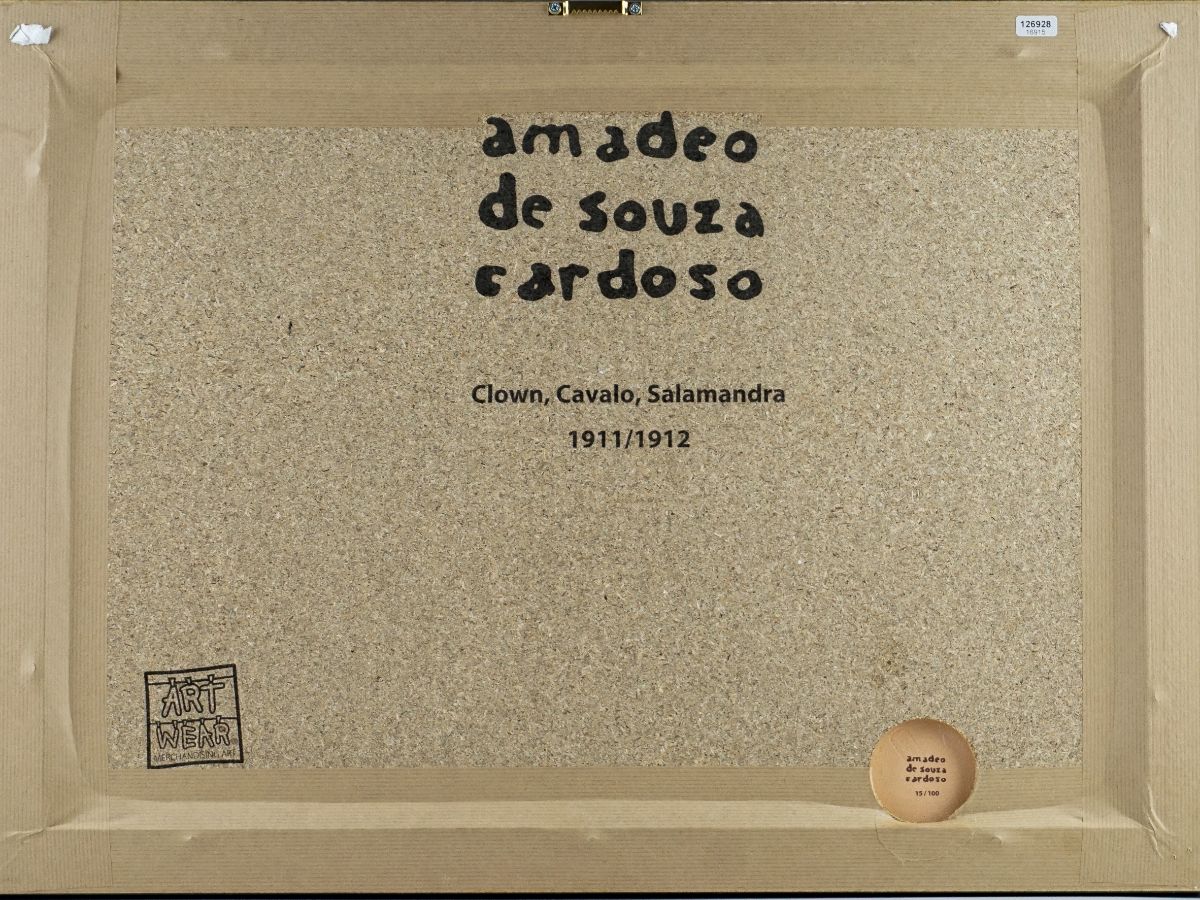 126928
16915
amadeo
de souza
cardoso
Clown, Cavalo, Salamandra
1911/1912
ART
WEAR
MERCHANDISING ART
amadeo
de souza
cardoso
15/100